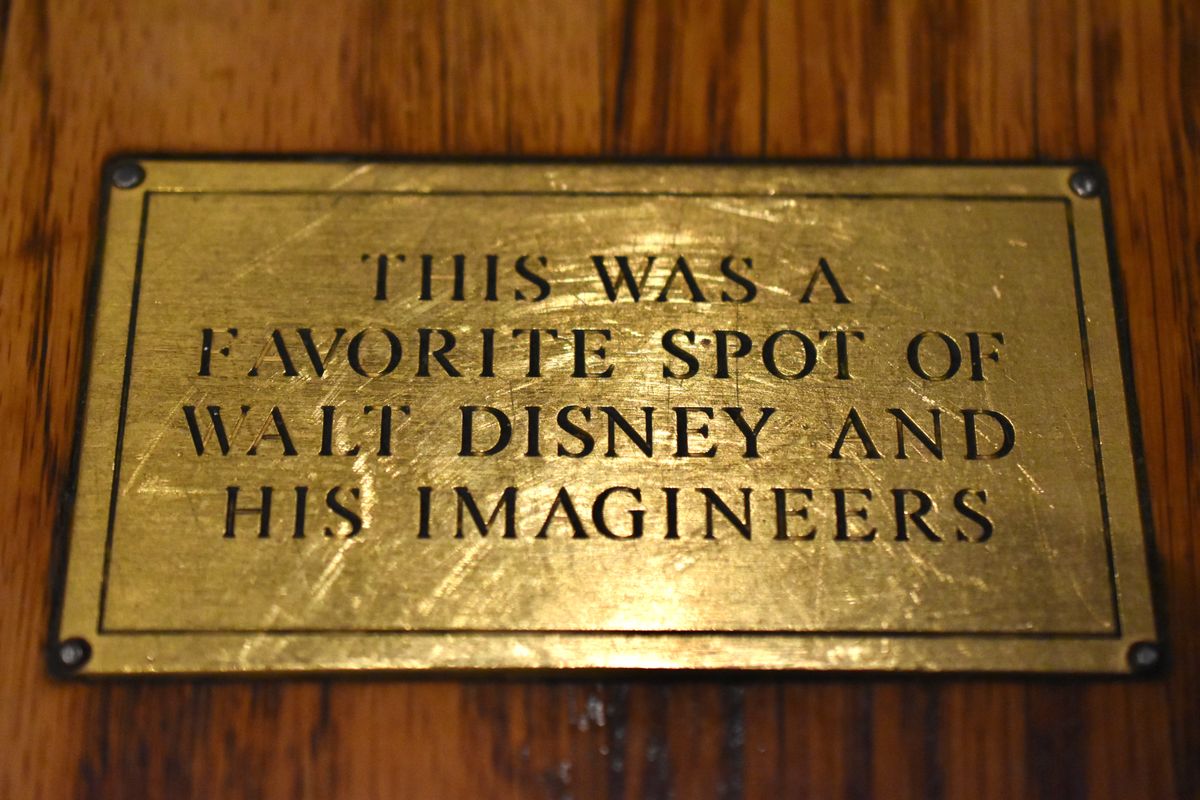 THIS WAS A
FAVORITE SPOT OF
WALT DISNEY AND
HIS IMAGINEERS